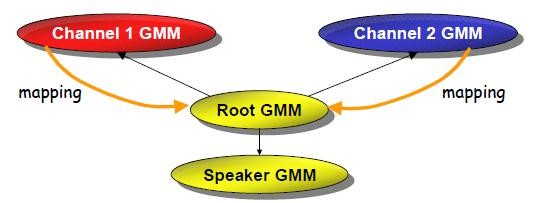 Channel 1 GMM
Channel 2 GMM
mapping
mapping
Root GMM
Speaker GMM